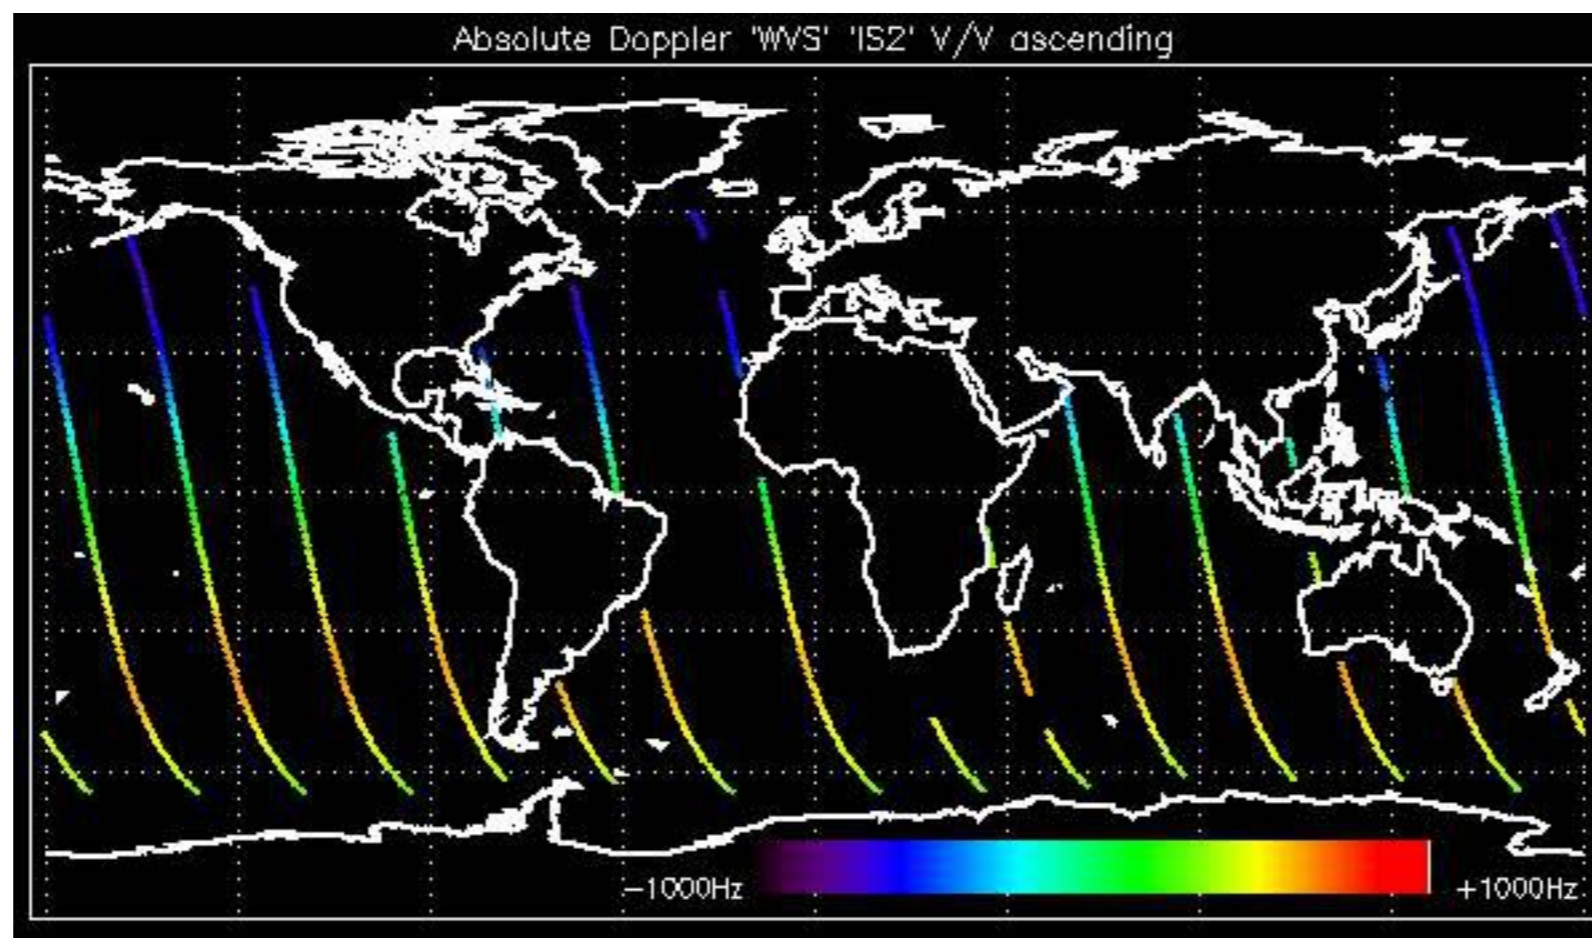 Absolute Doppler 'WVS' 'IS2' V/V ascending
-1000Hz +1000Hz